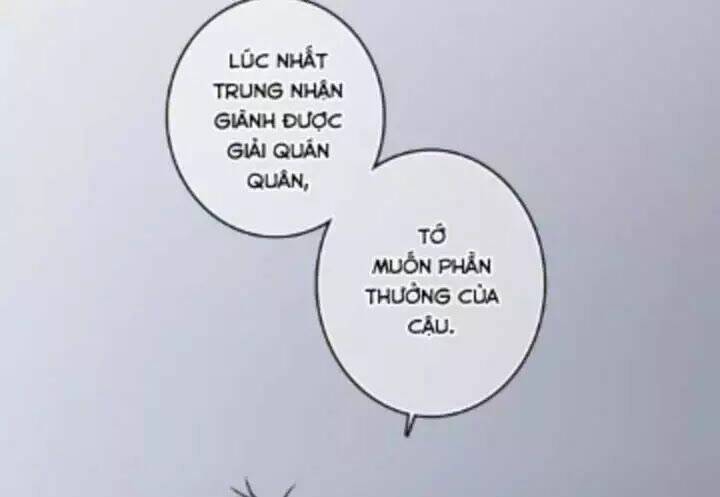 LÚC NHẤT
TRUNG NHẬN
GIÀNH ĐƯỢC
GIẢI QUÁN
QUÂN,
TỚ
MUỐN PHẦN
THƯỞNG CỦA
CẬU.